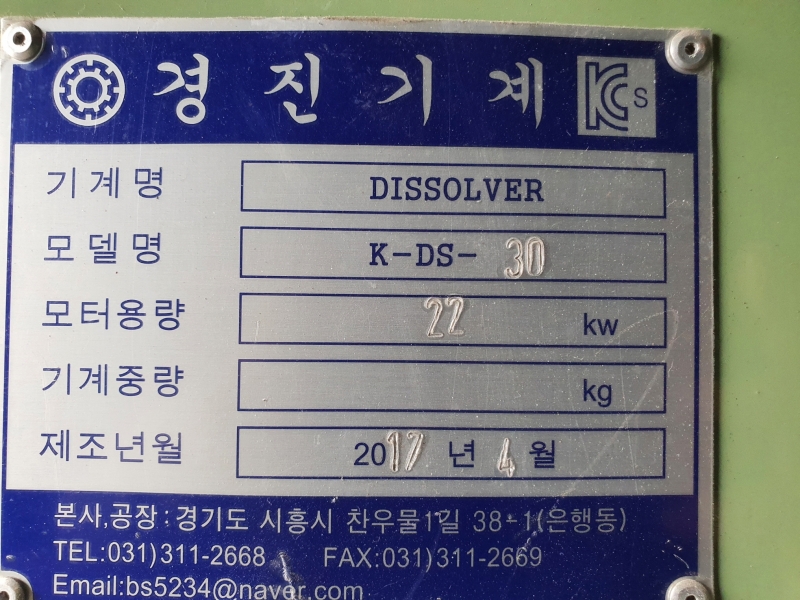 경진기계 KCs
기계명 DISSOLVER
모델명 K-DS- 30
모터용량 22 kw
기계중량 kg
제조년월 2017 년 4 월
본사,공장 : 경기도 시흥시 찬우물1길 38-1(은행동)
TEL:031)311-2668 FAX:031)311-2669
Email:bs5234@naver.com